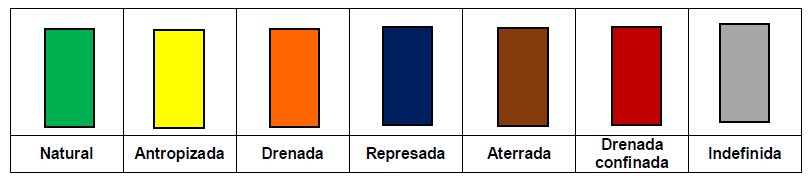 Natural
Antropizada
Drenada
Represada
Aterrada
Drenada
confinada
Indefinida